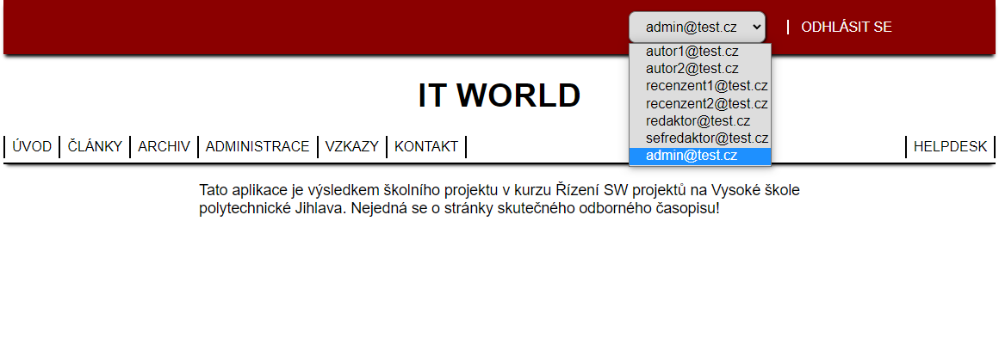 admin@test.cz
ODHLÁSIT SE
autor1@test.cz
autor2@test.cz
recenzent1@test.cz
recenzent2@test.cz
redaktor@test.cz
sefredaktor@test.cz
admin@test.cz
IT WORLD
ÚVOD ČLÁNKY ARCHIV ADMINISTRACE VZKAZY KONTAKT HELPDESK
Tato aplikace je výsledkem školního projektu v kurzu Řízení SW projektů na Vysoké škole
polytechnické Jihlava. Nejedná se o stránky skutečného odborného časopisu!